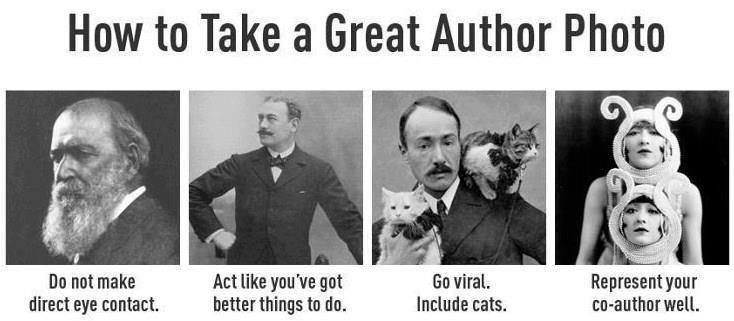 How to Take a Great Author Photo
Do not make
direct eye contact.
Act like you've got
better things to do.
Go viral.
Include cats.
Represent your
co-author well.